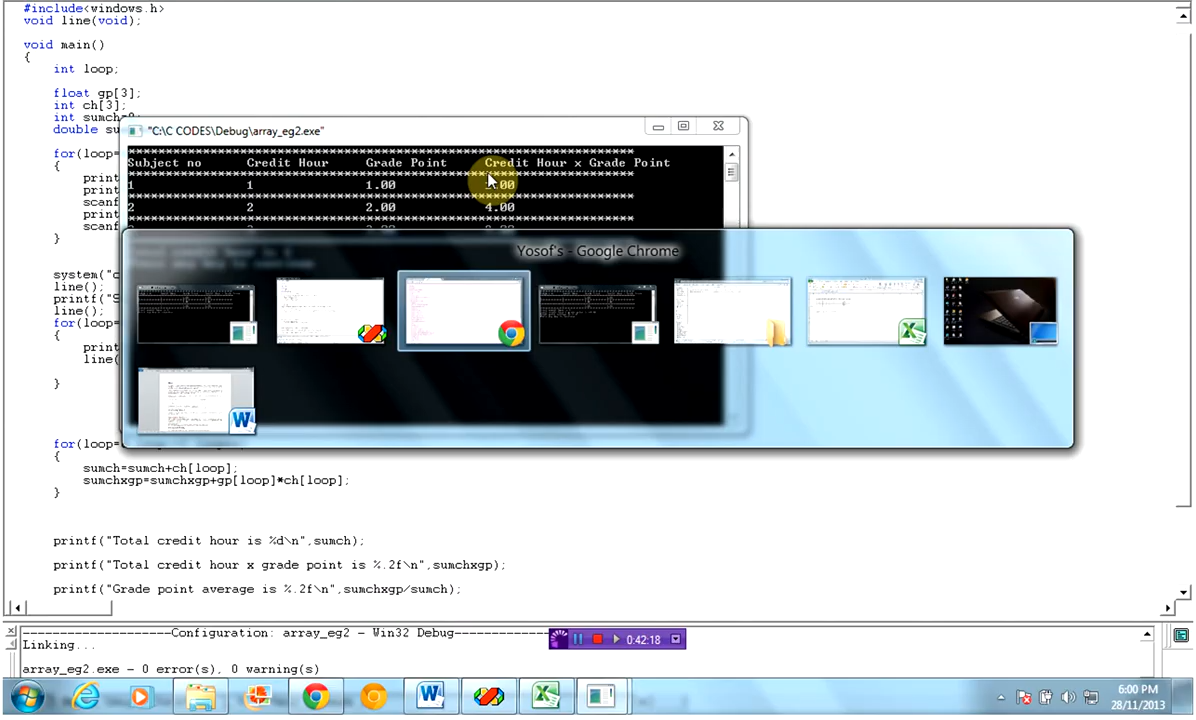 #include<windows.h>
void line(void);
void main()
{
int loop;
float gp[3];
int ch[3];
int sumch=0;
double su
"C:\C CODES\Debug\array_eg2.exe"
for(loop=
{
print
print
scanf
print
scanf
}
****************************************************************
Subject no Credit Hour Grade Point Credit Hour x Grade Point
****************************************************************
1 1 1.00 1.00
****************************************************************
2 2 2.00 4.00
****************************************************************
Yosof's - Google Chrome
system("c
line();
printf("S
line();
for(loop=
{
print
line(
}
for(loop=
{
sumch=sumch+ch[loop];
sumchxgp=sumchxgp+gp[loop]*ch[loop];
}
printf("Total credit hour is %d\n",sumch);
printf("Total credit hour x grade point is %.2f\n",sumchxgp);
printf("Grade point average is %.2f\n",sumchxgp/sumch);
--------------------Configuration: array_eg2 - Win32 Debug-------------
Linking...
array_eg2.exe - 0 error(s), 0 warning(s)
0:42:18
6:00 PM
28/11/2013